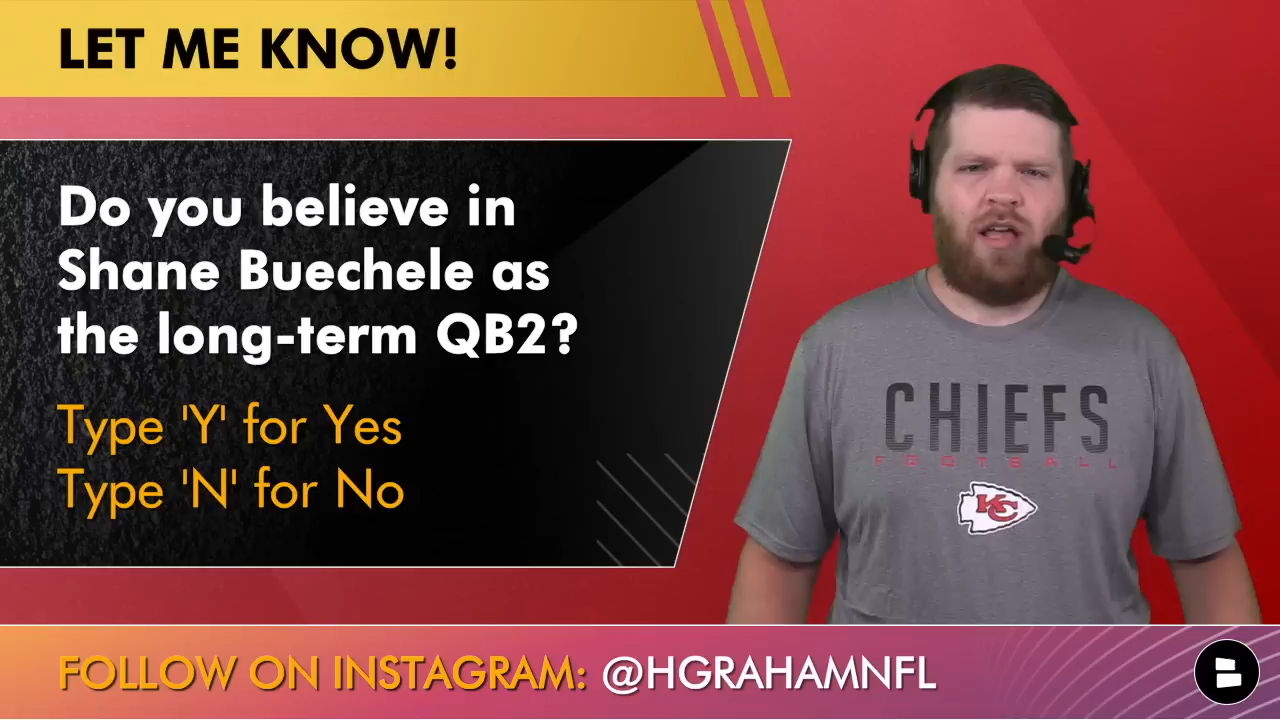 LET ME KNOW!
Do you believe in
Shane Buechele as
the long-term QB2?
Type 'Y' for Yes
Type 'N' for No
CHIEFS
FOOTBALL
KC
FOLLOW ON INSTAGRAM: @HGRAHAMNFL